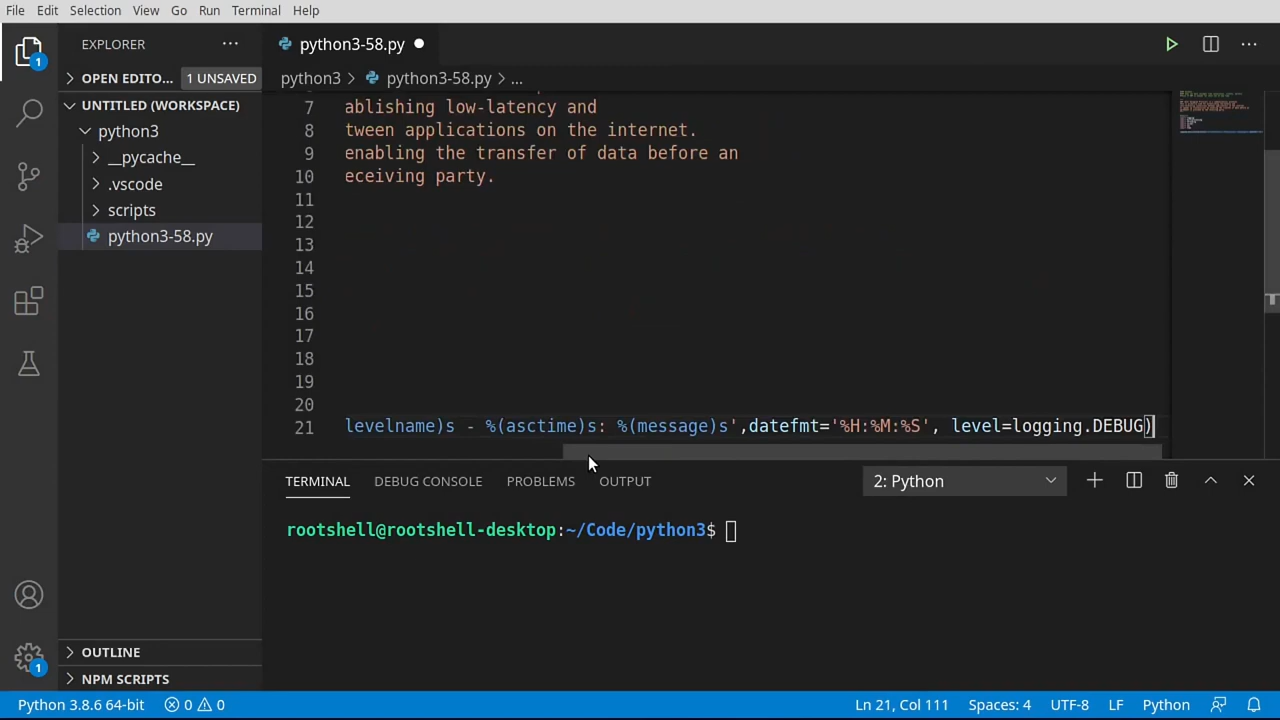 File Edit Selection View Go Run Terminal Help
EXPLORER ···
python3-58.py
OPEN EDITO... 1 UNSAVED
python3 > python3-58.py > ...
UNTITLED (WORKSPACE)
python3
__pycache__
.vscode
scripts
python3-58.py
7 ablishing low-latency and
8 tween applications on the internet.
9 enabling the transfer of data before an
10 eceiving party.
11
12
13
14
15
16
17
18
19
20
21 levelname)s - %(asctime)s: %(message)s',datefmt='%H:%M:%S', level=logging.DEBUG)
TERMINAL DEBUG CONSOLE PROBLEMS OUTPUT 2: Python
rootshell@rootshell-desktop:~/Code/python3$
1
1
OUTLINE
NPM SCRIPTS
Python 3.8.6 64-bit 0 0 Ln 21, Col 111 Spaces: 4 UTF-8 LF Python